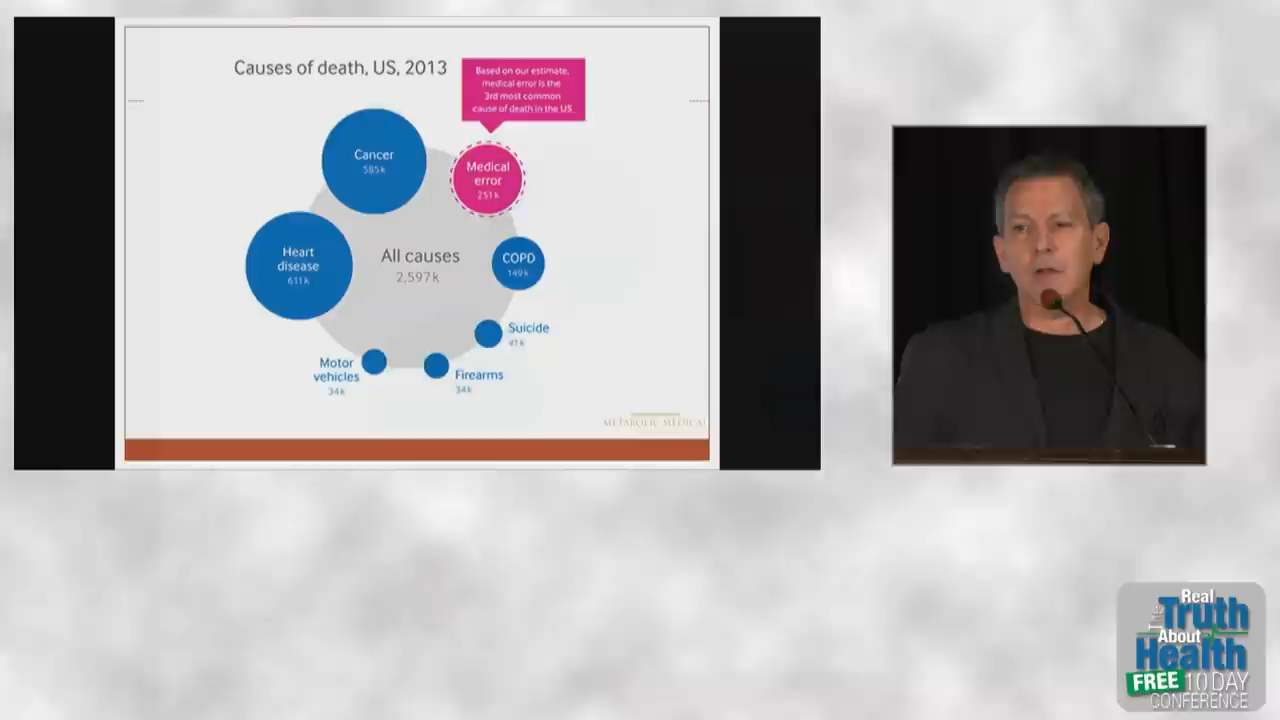 Causes of death, US, 2013
Based on our estimate,
medical error is the
3rd most common
cause of death in the US
Cancer
585k
Medical
error
251k
Heart
disease
611k
All causes
2,597k
COPD
149k
Suicide
41k
Motor
vehicles
34k
Firearms
34k
METABOLIC MEDICAL
The
Real
Truth
About
Health
FREE 10 DAY
CONFERENCE